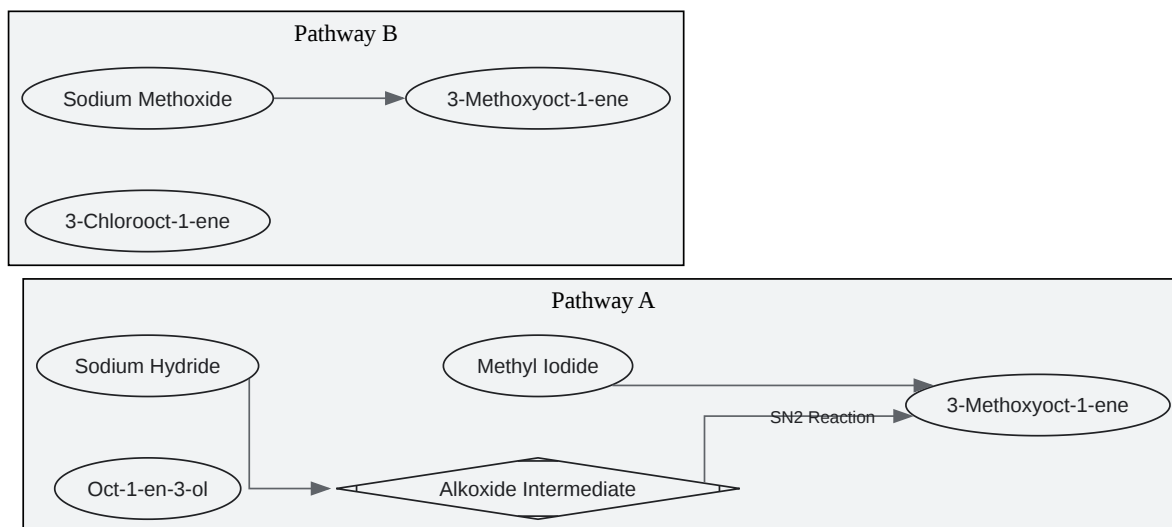 Pathway B
Sodium Methoxide
3-Methoxyoct-1-ene
3-Chlorooct-1-ene
Pathway A
Sodium Hydride
Methyl Iodide
3-Methoxyoct-1-ene
SN2 Reaction
Oct-1-en-3-ol
Alkoxide Intermediate